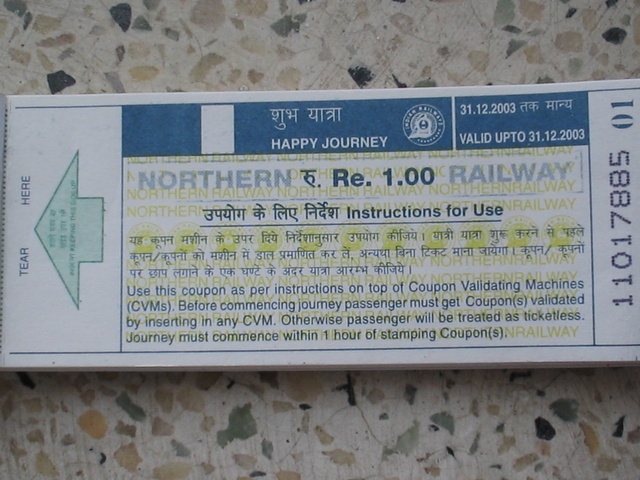 शुभ यात्रा
HAPPY JOURNEY
INDIAN RAILWAYS
31.12.2003 तक मान्य
VALID UPTO 31.12.2003
NORTHERN रु. Re. 1.00 RAILWAY
उपयोग के लिए निर्देश Instructions for Use
यह कूपन मशीन के उपर दिये निर्देशानुसार उपयोग कीजिये। यात्री यात्रा शुरू करने से पहले
कूपन/कूपनों को मशीन में डाल प्रमाणित कर लें, अन्यथा बिना टिकट माना जायेगा। कूपन/कूपनों
पर छाप लगाने के एक घण्टे के अंदर यात्रा आरम्भ कीजिये।
Use this coupon as per instructions on top of Coupon Validating Machines
(CVMs). Before commencing journey passenger must get Coupon(s) validated
by inserting in any CVM. Otherwise passenger will be treated as ticketless.
Journey must commence within 1 hour of stamping Coupon(s).
TEAR HERE
11017885 01